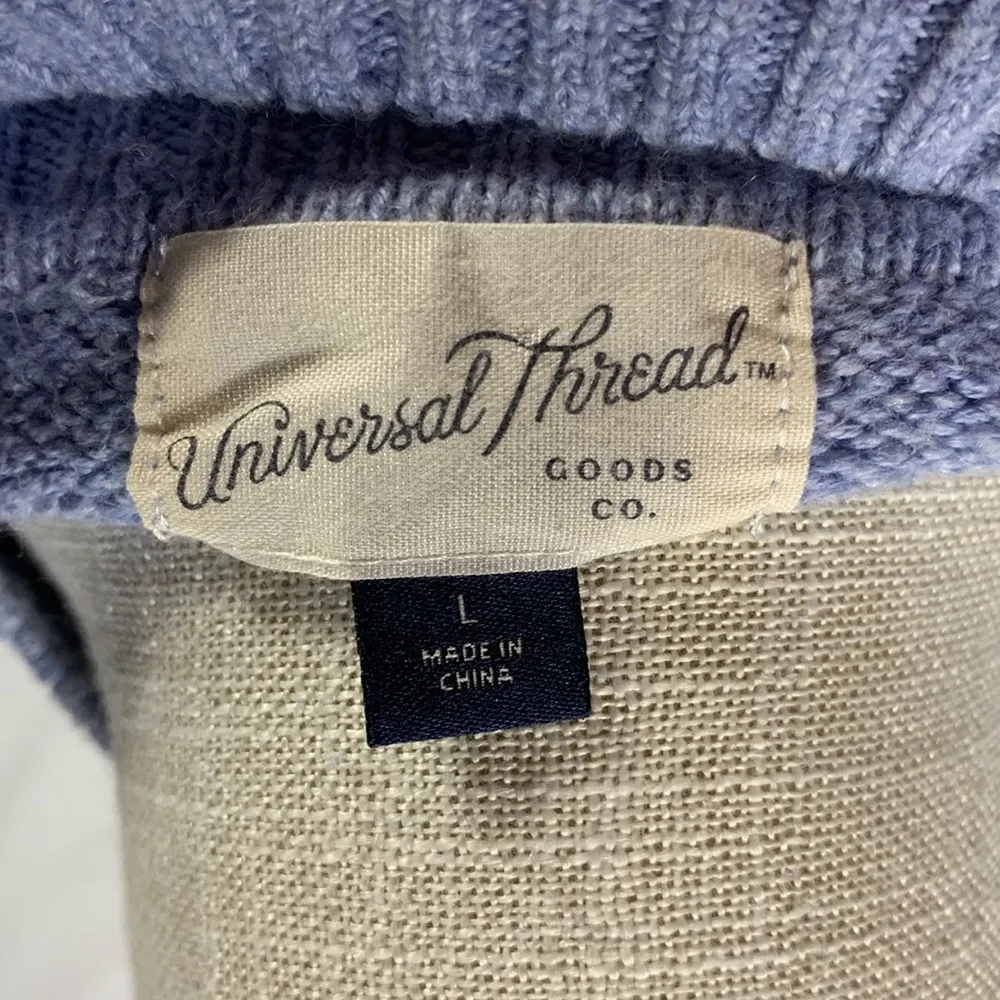 Universal Thread™
GOODS
CO.
L
MADE IN
CHINA